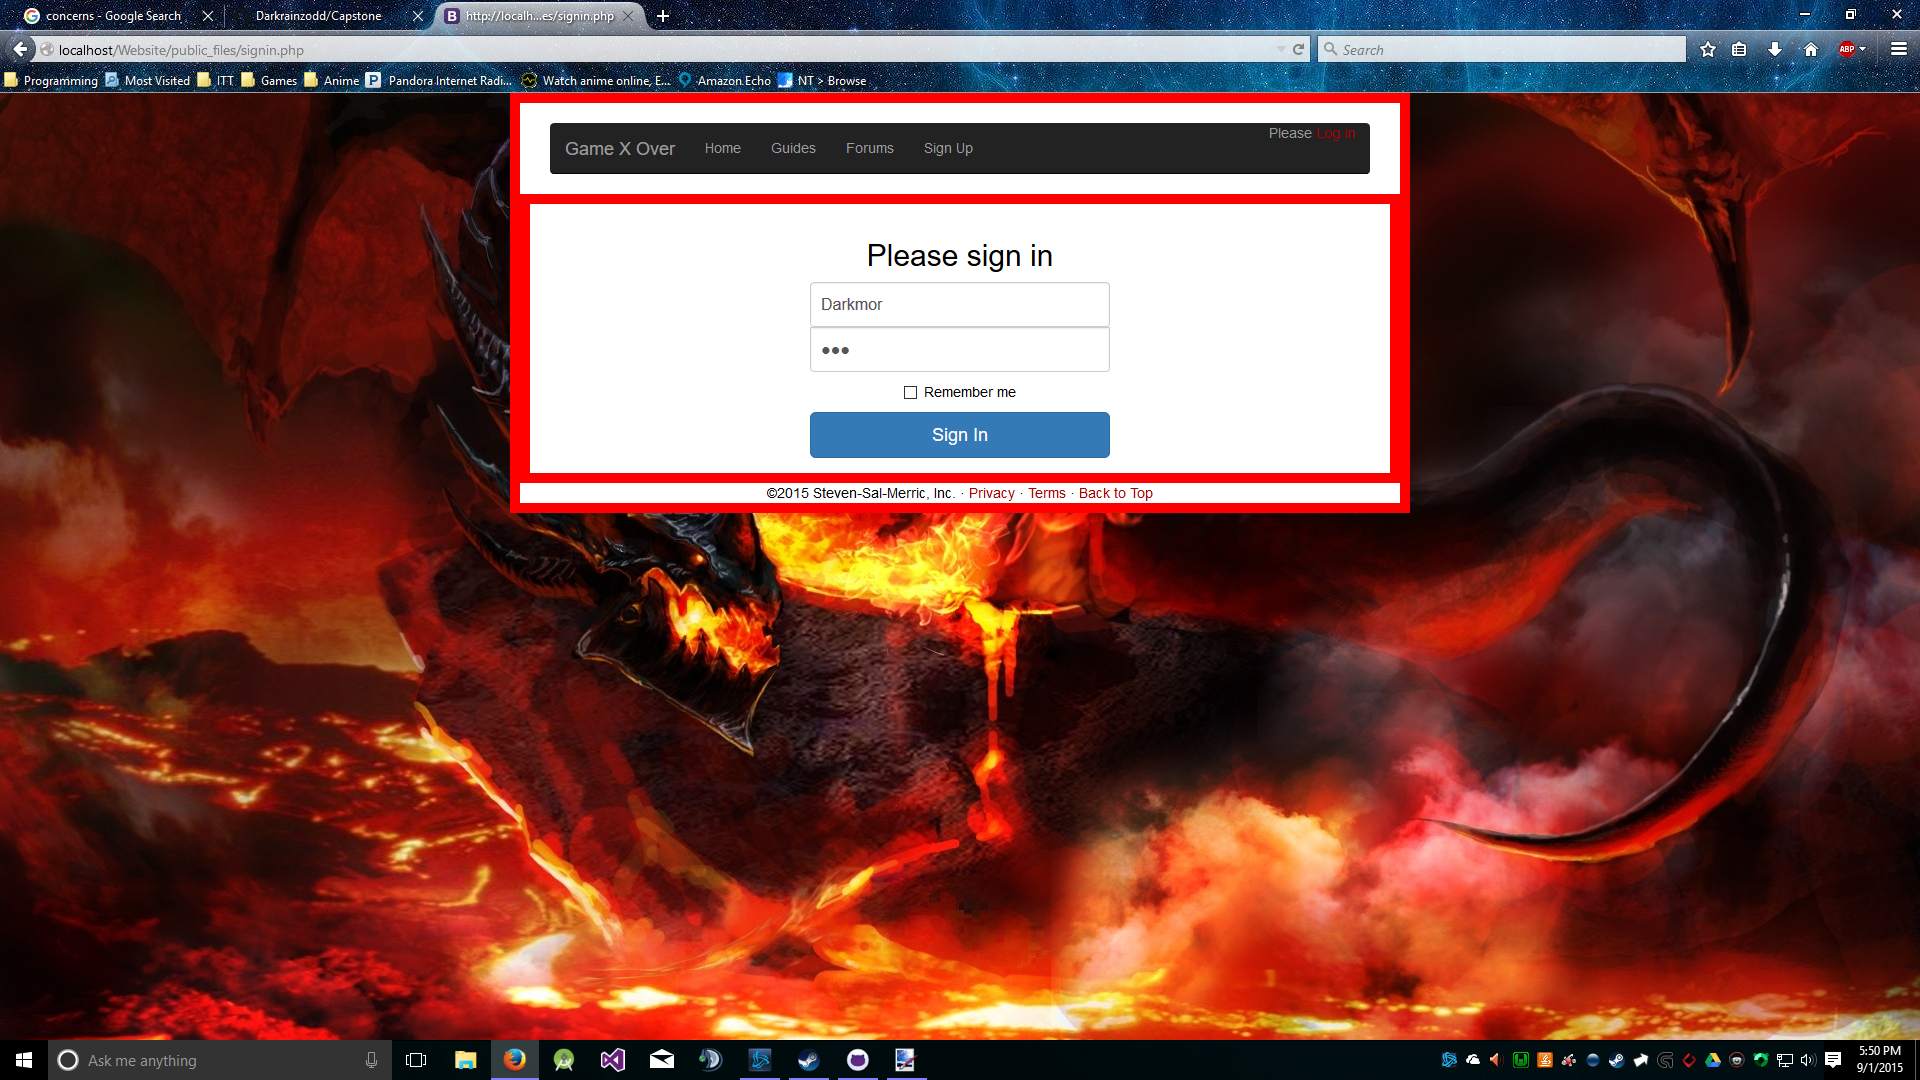 concerns - Google Search
Darkrainzodd/Capstone
http://localh...es/signin.php
localhost/Website/public_files/signin.php
Search
ABP
Programming
Most Visited
ITT
Games
Anime
Pandora Internet Radi...
Watch anime online, E...
Amazon Echo
NT > Browse
Game X Over
Home
Guides
Forums
Sign Up
Please Log In
Please sign in
Darkmor
•••
Remember me
Sign In
©2015 Steven-Sal-Merric, Inc. · Privacy · Terms · Back to Top
Ask me anything
5:50 PM
9/1/2015